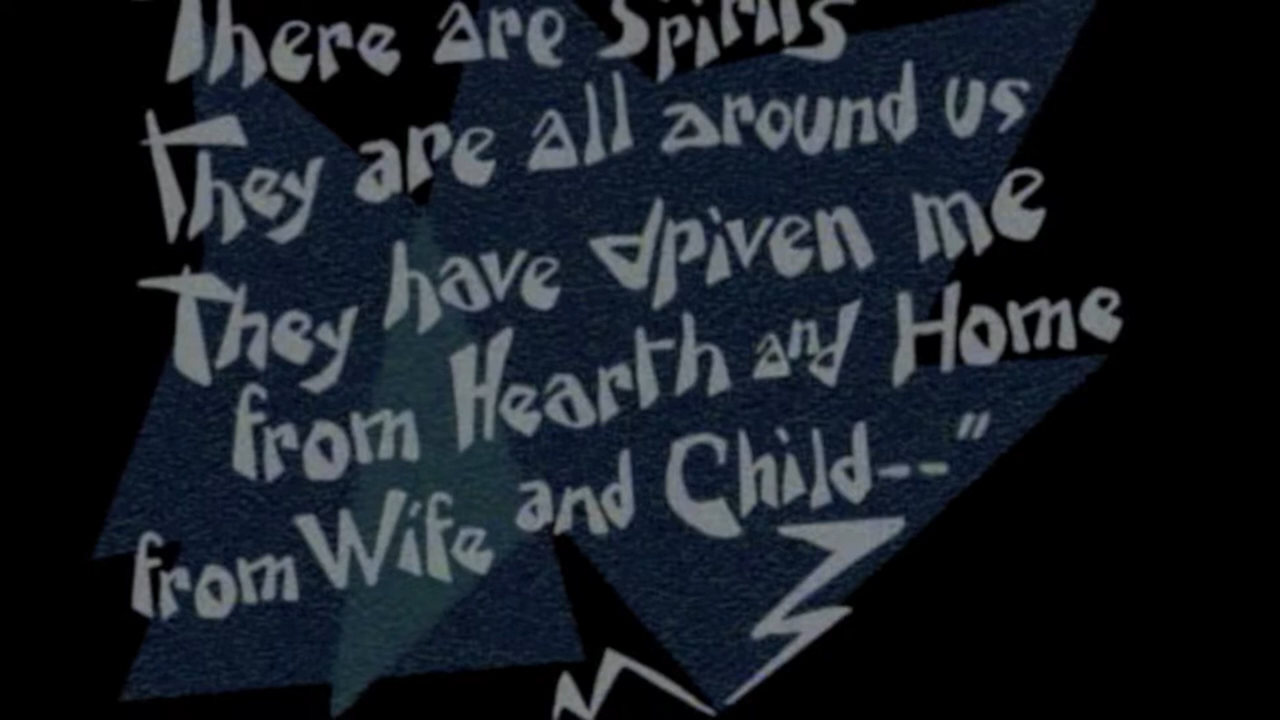 There are Spirits
They are all around us
They have driven me
from Hearth and Home
from Wife and Child--"